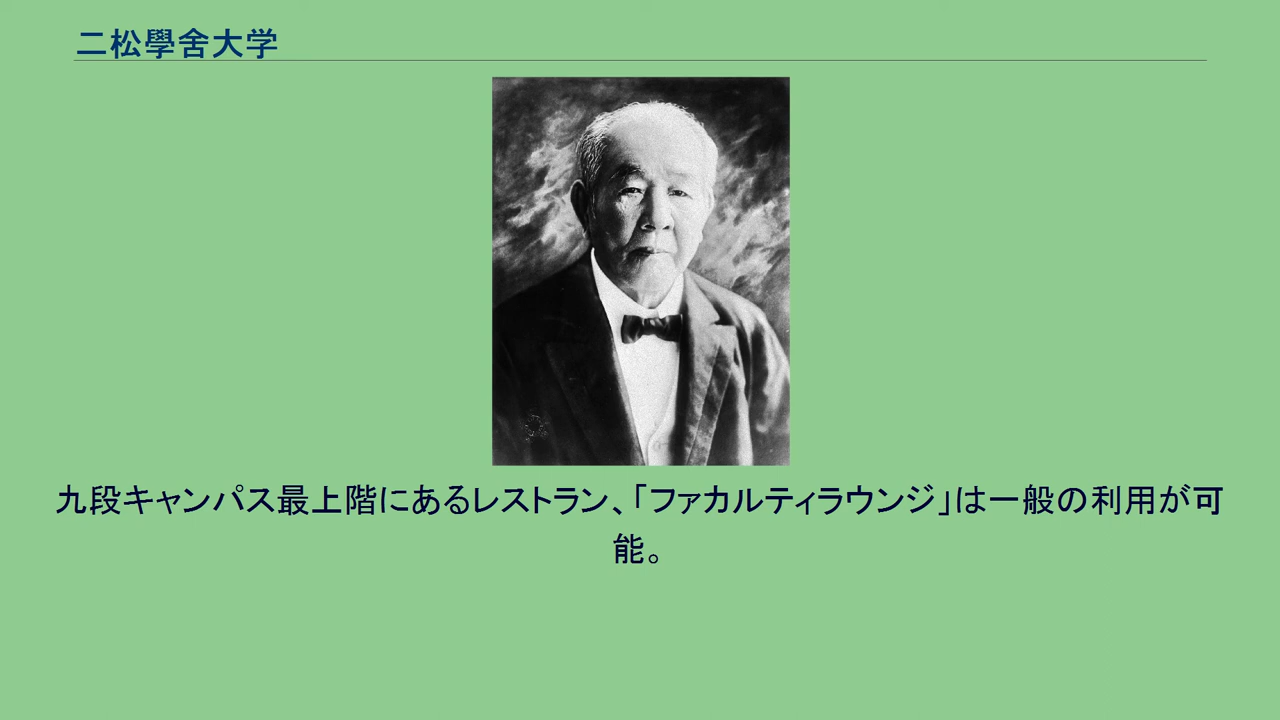 二松學舍大学
九段キャンパス最上階にあるレストラン、「ファカルティラウンジ」は一般の利用が可
能。